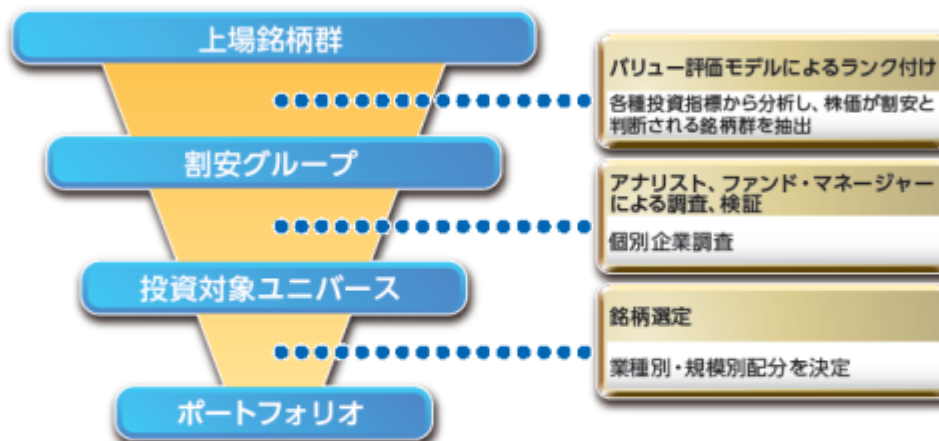 上場銘柄群
バリュー評価モデルによるランク付け
各種投資指標から分析し、株価が割安と
判断される銘柄群を抽出
割安グループ
アナリスト、ファンド・マネージャー
による調査、検証
個別企業調査
投資対象ユニバース
銘柄選定
業種別・規模別配分を決定
ポートフォリオ